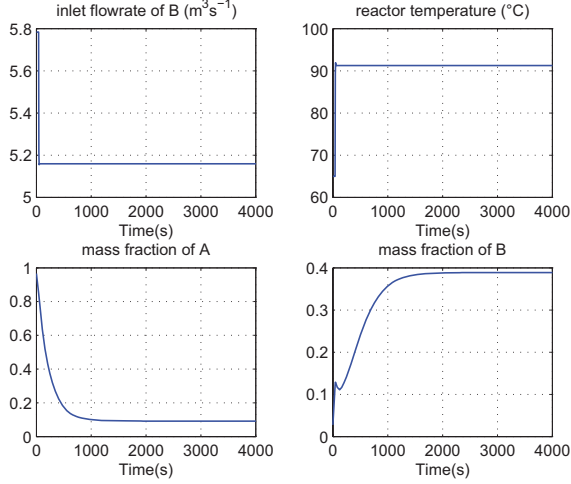 inlet flowrate of B (m³s⁻¹)
5.8
5.6
5.4
5.2
5
0 1000 2000 3000 4000
Time(s)
reactor temperature (°C)
100
90
80
70
60
0 1000 2000 3000 4000
Time(s)
mass fraction of A
1
0.8
0.6
0.4
0.2
0
0 1000 2000 3000 4000
Time(s)
mass fraction of B
0.4
0.3
0.2
0.1
0
0 1000 2000 3000 4000
Time(s)